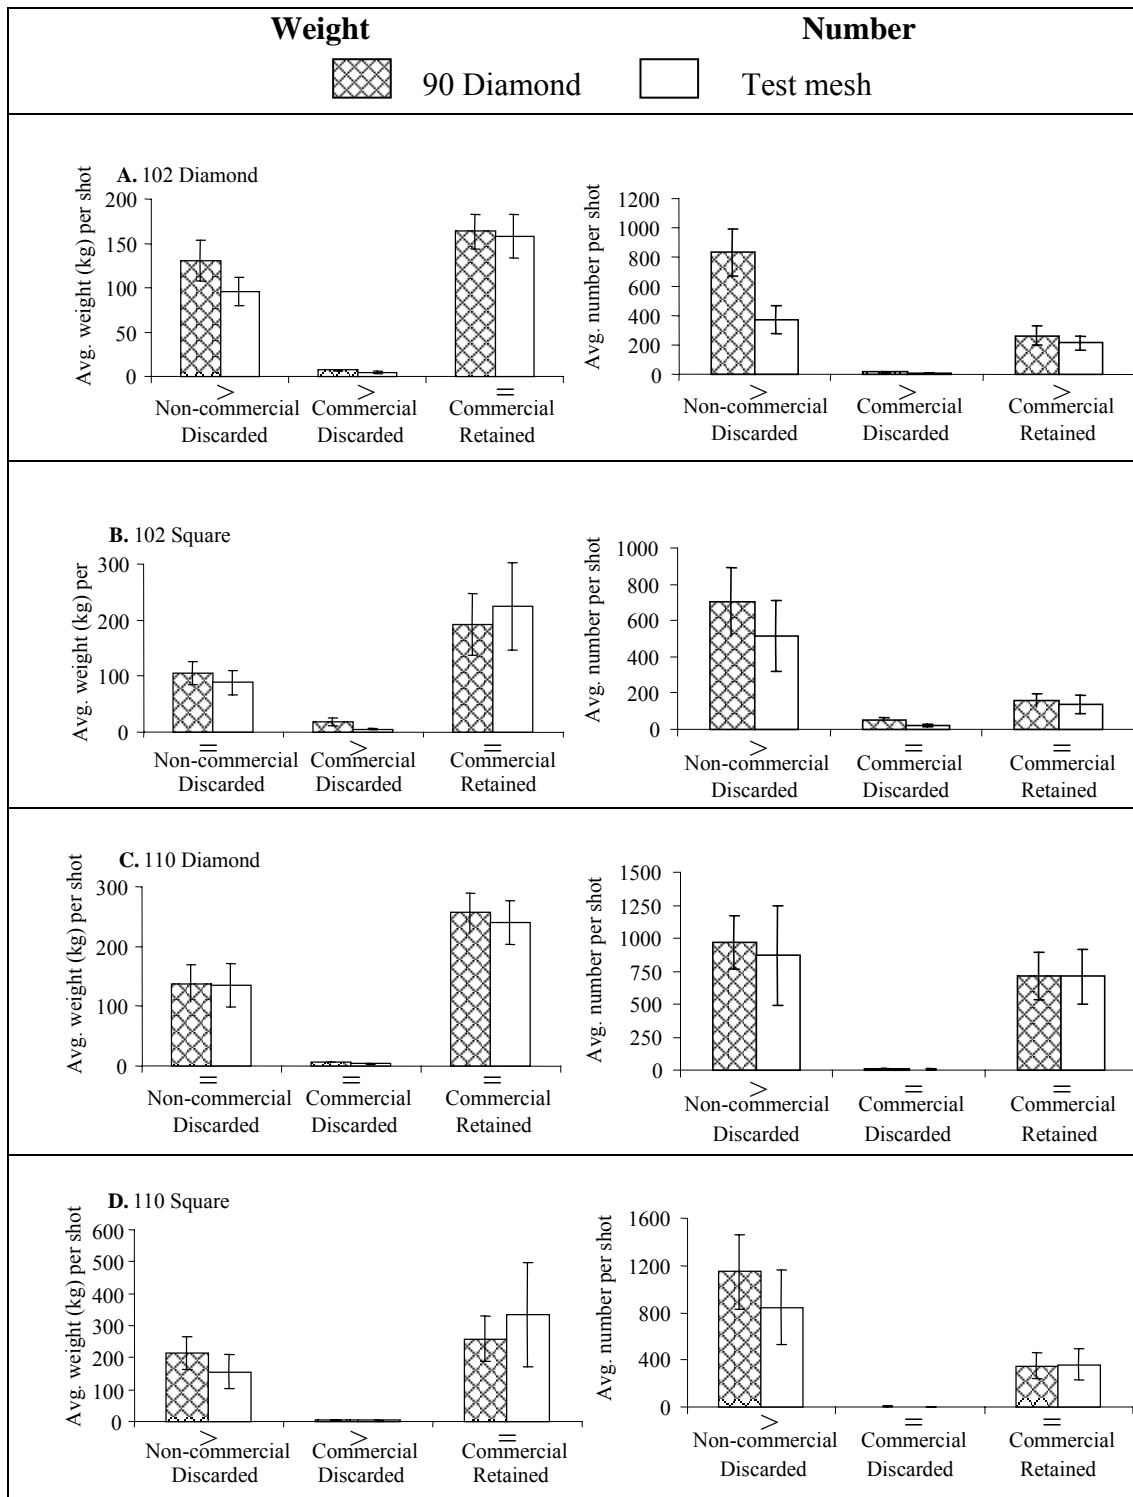 Weight Number
90 Diamond Test mesh
A. 102 Diamond
Avg. weight (kg) per shot
200
150
100
50
0
> > =
Non-commercial Commercial Commercial
Discarded Discarded Retained
Avg. number per shot
1200
1000
800
600
400
200
0
> > >
Non-commercial Commercial Commercial
Discarded Discarded Retained
B. 102 Square
Avg. weight (kg) per
300
200
100
0
= > =
Non-commercial Commercial Commercial
Discarded Discarded Retained
Avg. number per shot
1000
800
600
400
200
0
> = =
Non-commercial Commercial Commercial
Discarded Discarded Retained
C. 110 Diamond
Avg. weight (kg) per shot
300
200
100
0
= = =
Non-commercial Commercial Commercial
Discarded Discarded Retained
Avg. number per shot
1500
1250
1000
750
500
250
0
> = =
Non-commercial Commercial Commercial
Discarded Discarded Retained
D. 110 Square
Avg. weight (kg) per shot
600
500
400
300
200
100
0
> > =
Non-commercial Commercial Commercial
Discarded Discarded Retained
Avg. number per shot
1600
1200
800
400
0
> = =
Non-commercial Commercial Commercial
Discarded Discarded Retained